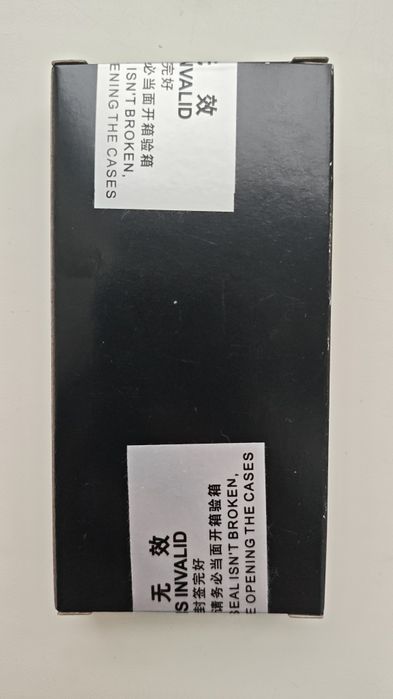 效
NVALID
完好
必当面开箱验箱
ISN'T BROKEN,
ENING THE CASES
无 效
S INVALID
封签完好
请务必当面开箱验箱
SEAL ISN'T BROKEN,
E OPENING THE CASES